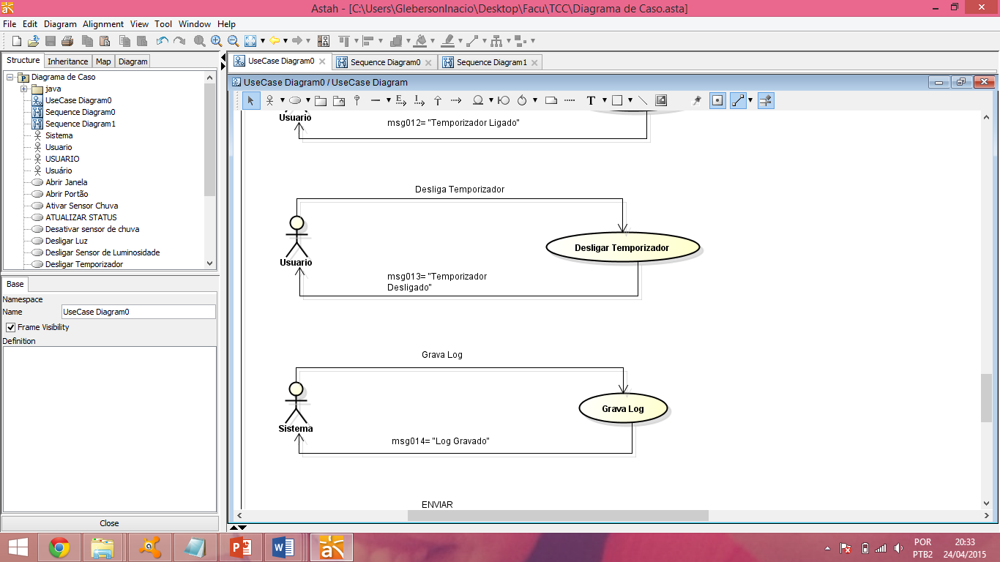 Astah - [C:\Users\GlebersonInacio\Desktop\Facu\TCC\Diagrama de Caso.asta]
File Edit Diagram Alignment View Tool Window Help
Structure Inheritance Map Diagram
UseCase Diagram0 Sequence Diagram0 Sequence Diagram1
UseCase Diagram0 / UseCase Diagram
Diagrama de Caso
java
UseCase Diagram0
Sequence Diagram0
Sequence Diagram1
Sistema
Usuario
USUARIO
Usuário
Abrir Janela
Abrir Portão
Ativar Sensor Chuva
ATUALIZAR STATUS
Desativar sensor de chuva
Desligar Luz
Desligar Sensor de Luminosidade
Desligar Temporizador
Base
Namespace
Name UseCase Diagram0
Frame Visibility
Definition
Close
Usuario
msg012= "Temporizador Ligado"
Desliga Temporizador
Usuario
Desligar Temporizador
msg013= "Temporizador
Desligado"
Grava Log
Sistema
Grava Log
msg014= "Log Gravado"
ENVIAR
POR
PTB2
20:33
24/04/2015